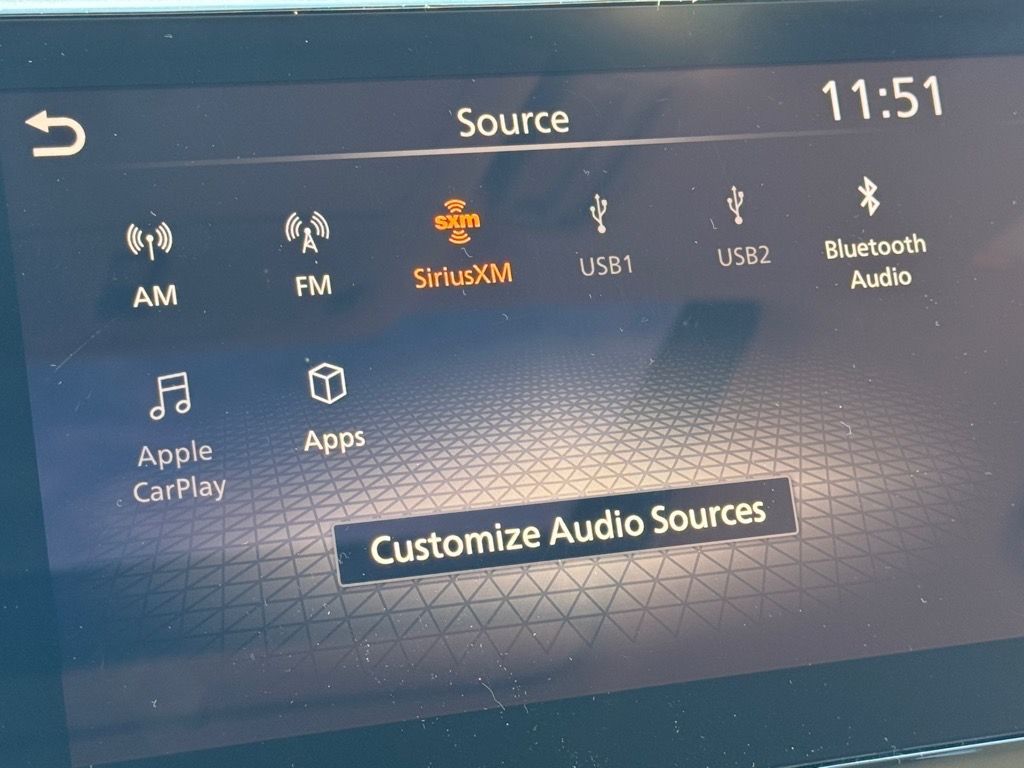 Source
11:51
sxm
AM
FM
SiriusXM
USB1
USB2
Bluetooth
Audio
Apple
CarPlay
Apps
Customize Audio Sources